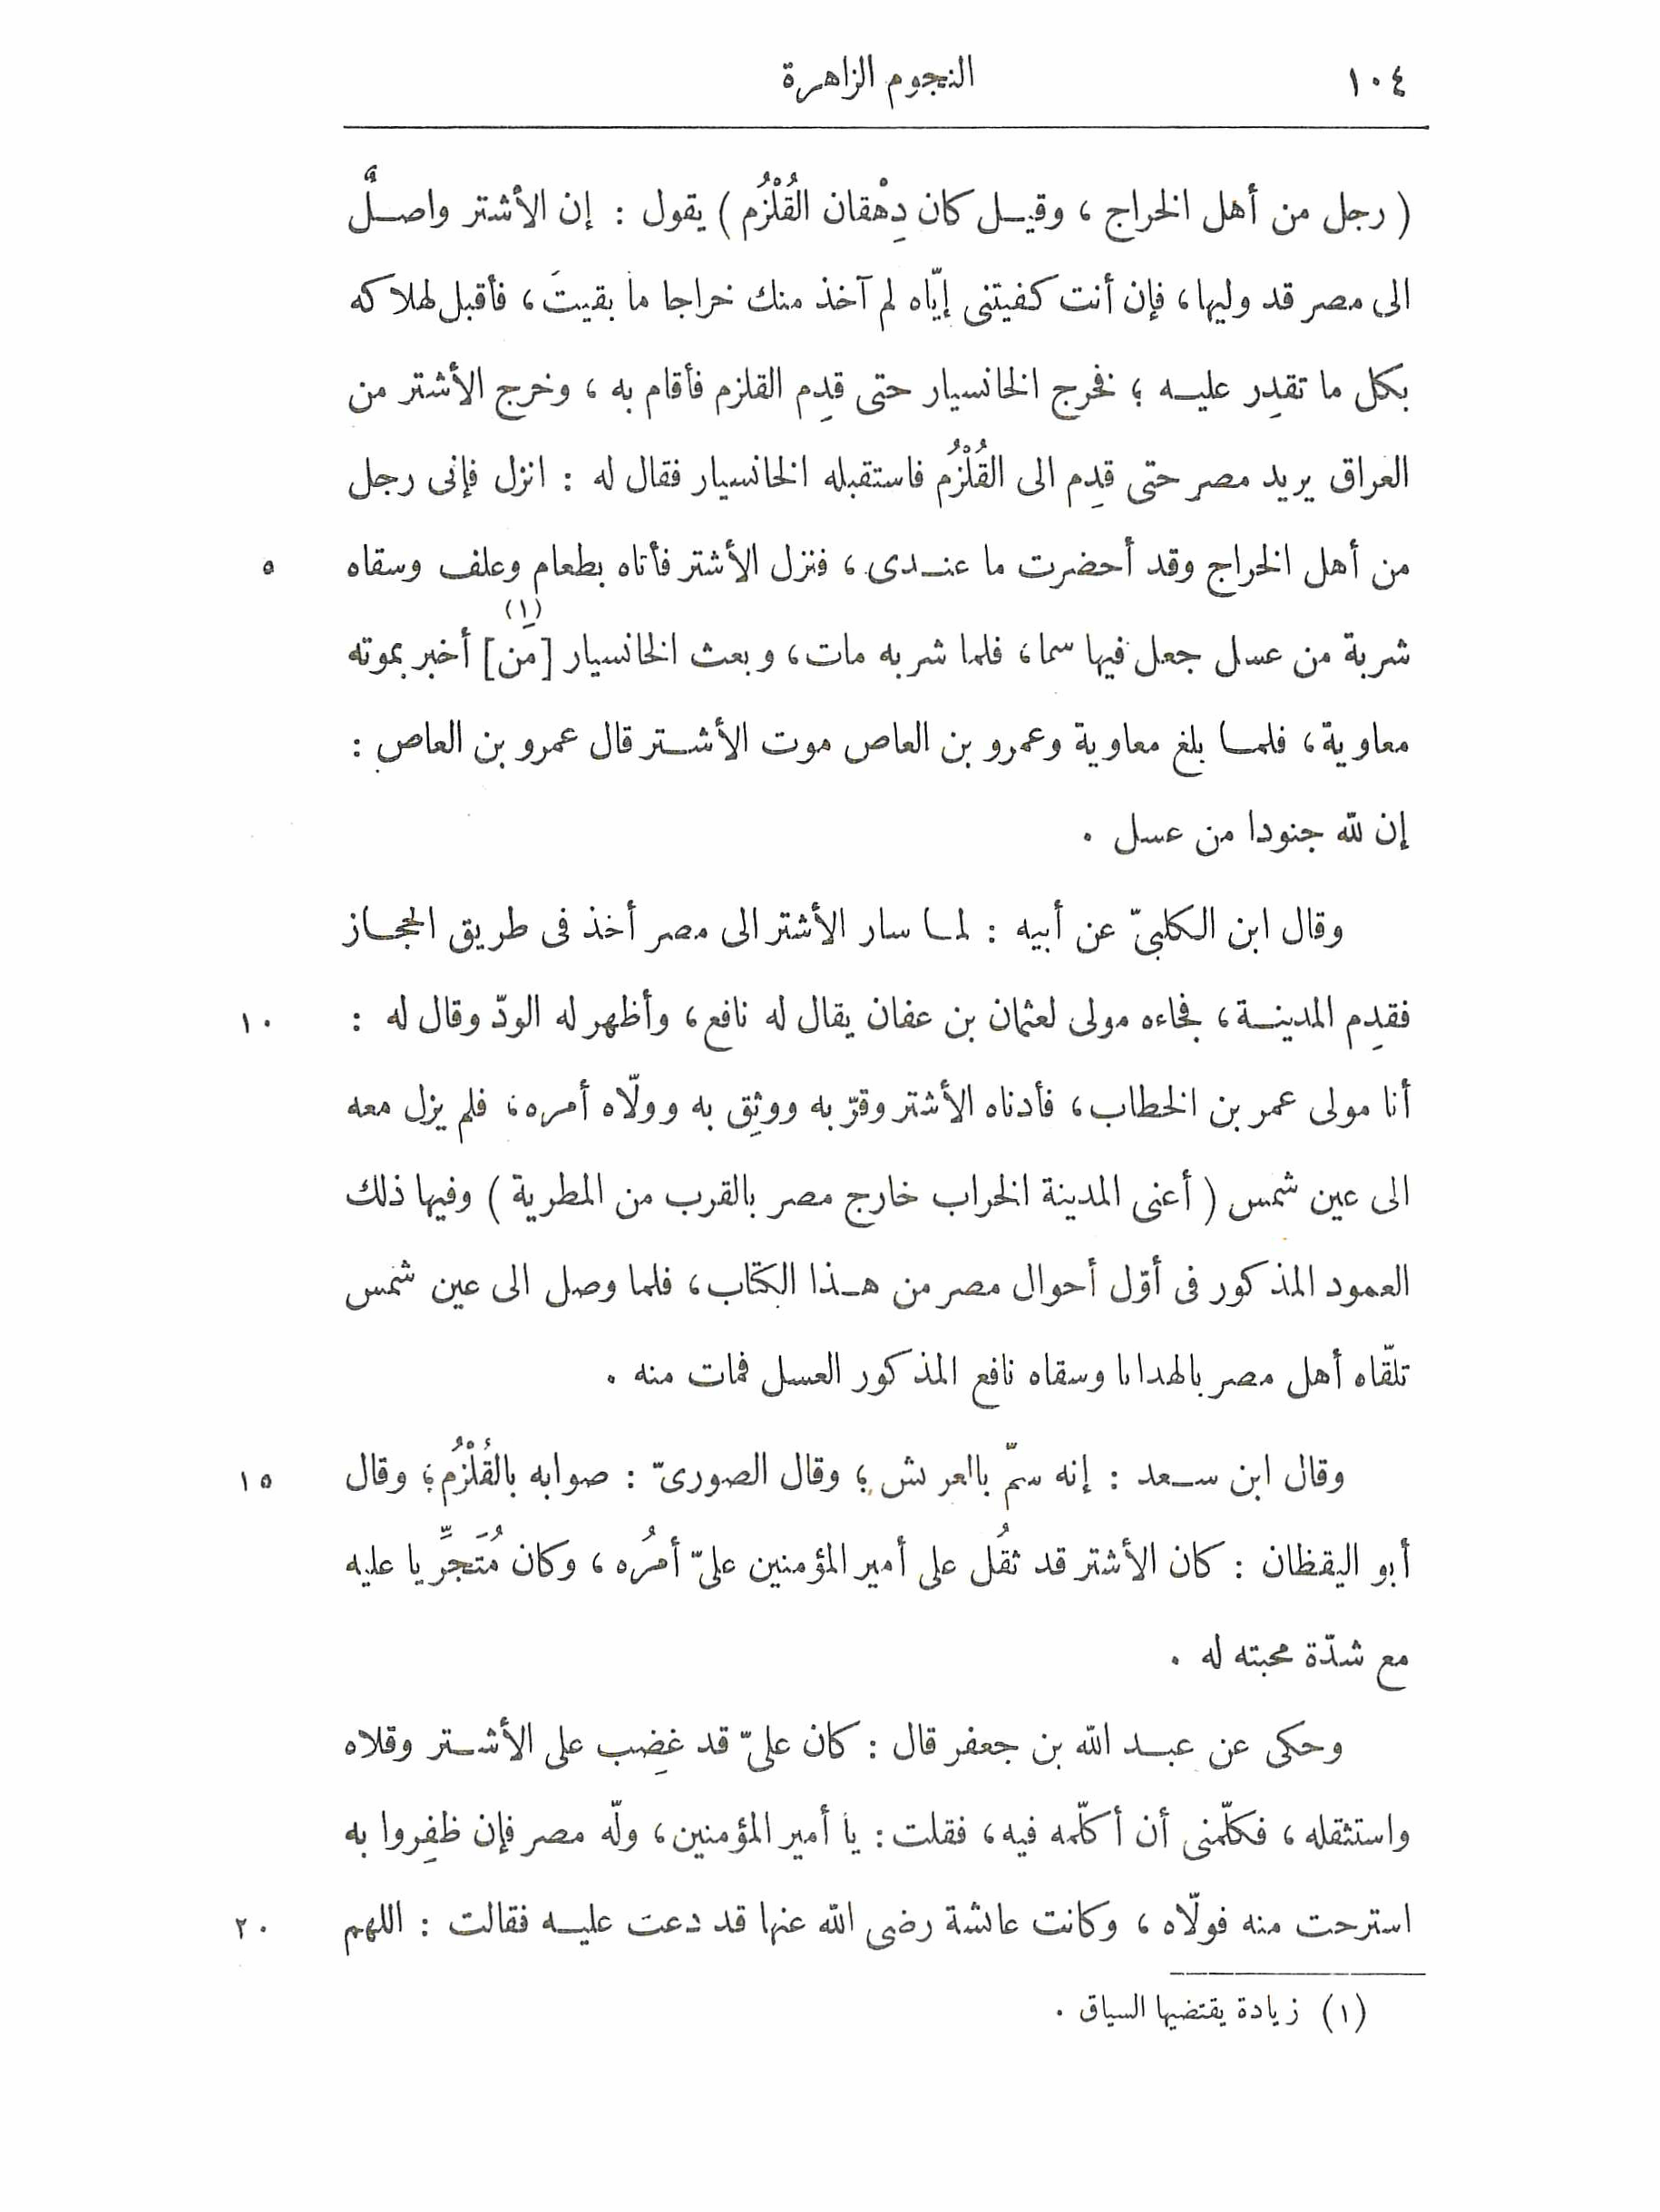 ١٠٤ النجوم الزاهرة
( رجل من أهل الخراج ، وقيل كان دِهْقان القُلْزُم ) يقول : إن الأشتر واصلٌ
الى مصر قد وليها ، فإن أنت كفيتنى إيّاه لم آخذ منك خراجا ما بقيتَ ، فأقبل لهلاكه
بكل ما تقدِر عليه ؛ فخرج الخانسيار حتى قدِم القلزم فأقام به ، وخرج الأشتر من
العراق يريد مصر حتى قدِم الى القُلْزُم فاستقبله الخانسيار فقال له : انزل فإنى رجل
من أهل الخراج وقد أحضرت ما عندى ، فنزل الأشتر فأتاه بطعام وعلف وسقاه ٥
شربة من عسل جعل فيها سما ، فلما شربه مات ، وبعث الخانسيار [مَن] (١) أخبر بموته
معاوية ، فلما بلغ معاوية وعمرو بن العاص موت الأشتر قال عمرو بن العاص :
إن لله جنودا من عسل .
وقال ابن الكلبىّ عن أبيه : لما سار الأشتر الى مصر أخذ فى طريق الحجاز
فقدِم المدينة ، فجاءه مولى لعثمان بن عفان يقال له نافع ، وأظهر له الودّ وقال له : ١٠
أنا مولى عمر بن الخطاب ، فأدناه الأشتر وقرّبه ووثِق به وولّاه أمره ، فلم يزل معه
الى عين شمس ( أعنى المدينة الخراب خارج مصر بالقرب من المطرية ) وفيها ذلك
العمود المذكور فى أوّل أحوال مصر من هذا الكتاب ، فلما وصل الى عين شمس
تلقّاه أهل مصر بالهدايا وسقاه نافع المذكور العسل فمات منه .
وقال ابن سعد : إنه سمّ بالعريش ؛ وقال الصورىّ : صوابه بالقُلْزُم ؛ وقال ١٥
أبو اليقظان : كان الأشتر قد ثقُل على أمير المؤمنين علىّ أمرُه ، وكان مُتَجرِّيا عليه
مع شدّة محبته له .
وحكى عن عبد الله بن جعفر قال : كان علىّ قد غضِب على الأشتر وقلاه
واستثقله ، فكلّمنى أن أكلّمه فيه ، فقلت : يا أمير المؤمنين ، ولّه مصر فإن ظفِروا به
استرحت منه فولّاه ، وكانت عائشة رضى الله عنها قد دعت عليه فقالت : اللهم ٢٠
(١) زيادة يقتضيها السياق .